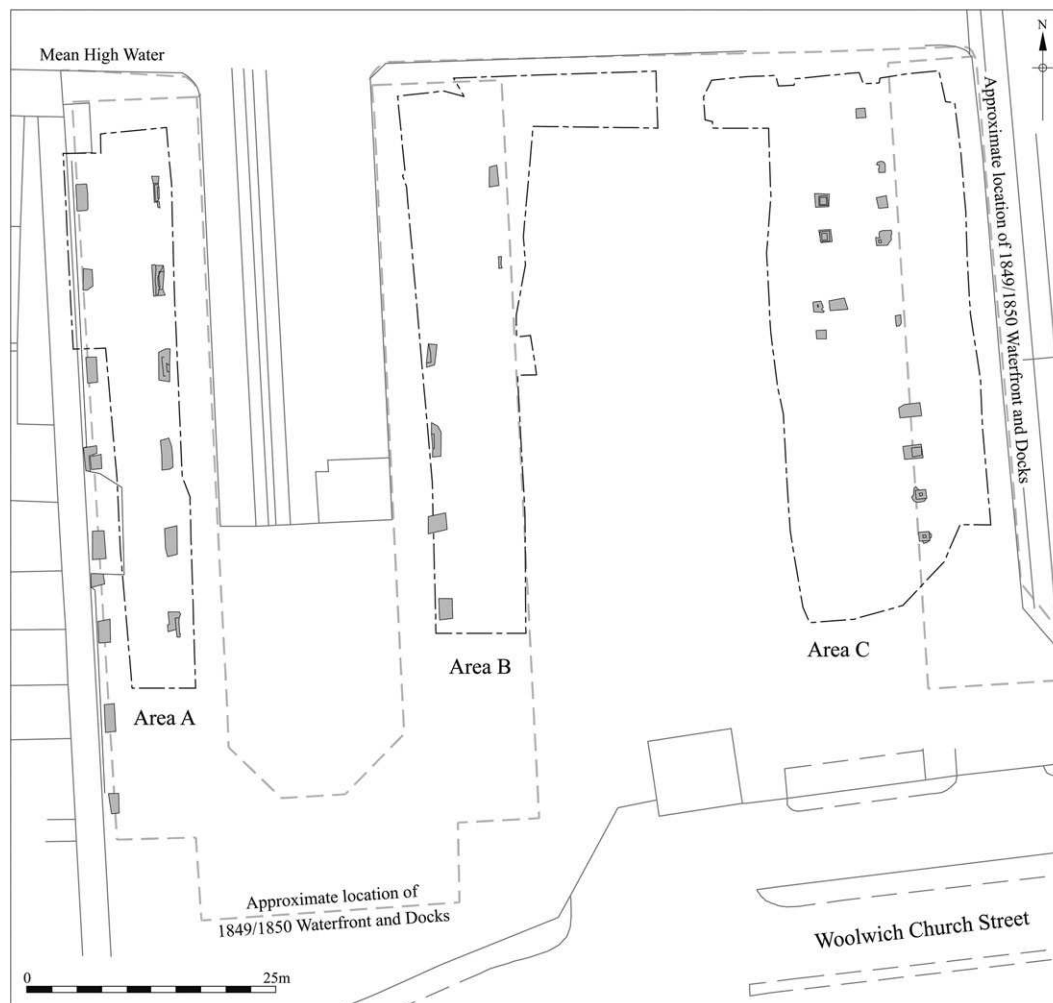 Mean High Water
N
Approximate location of 1849/1850 Waterfront and Docks
Area A
Area B
Area C
Approximate location of
1849/1850 Waterfront and Docks
Woolwich Church Street
0
25m